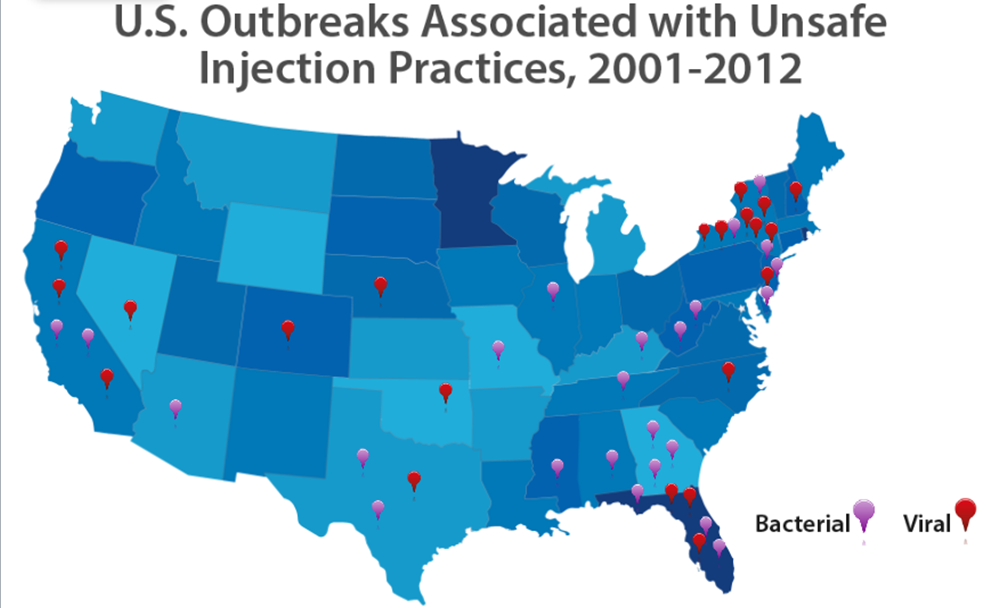 U.S. Outbreaks Associated with Unsafe
Injection Practices, 2001-2012
Bacterial
Viral